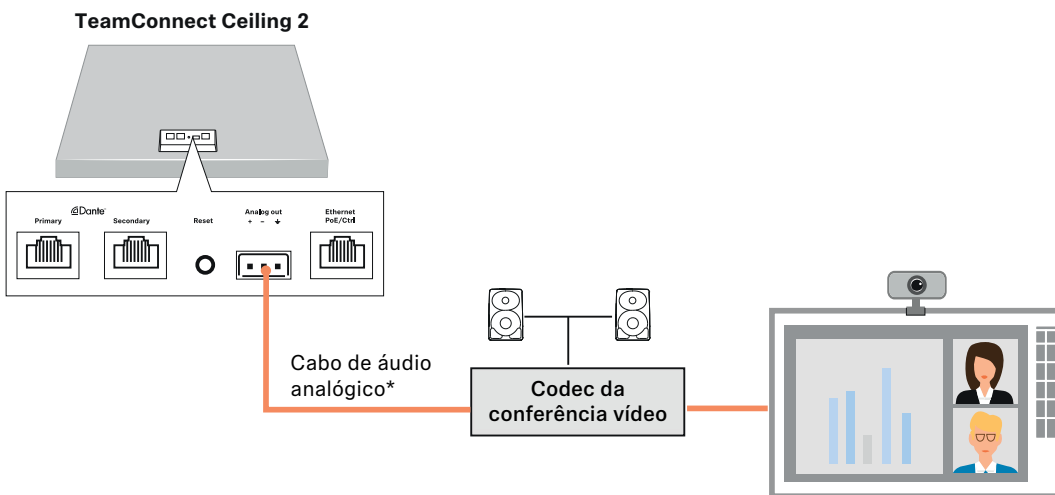 TeamConnect Ceiling 2
Dante
Primary
Secondary
Reset
Analog out
+ -
Ethernet
PoE/Ctrl
Cabo de áudio
analógico*
Codec da
conferência vídeo